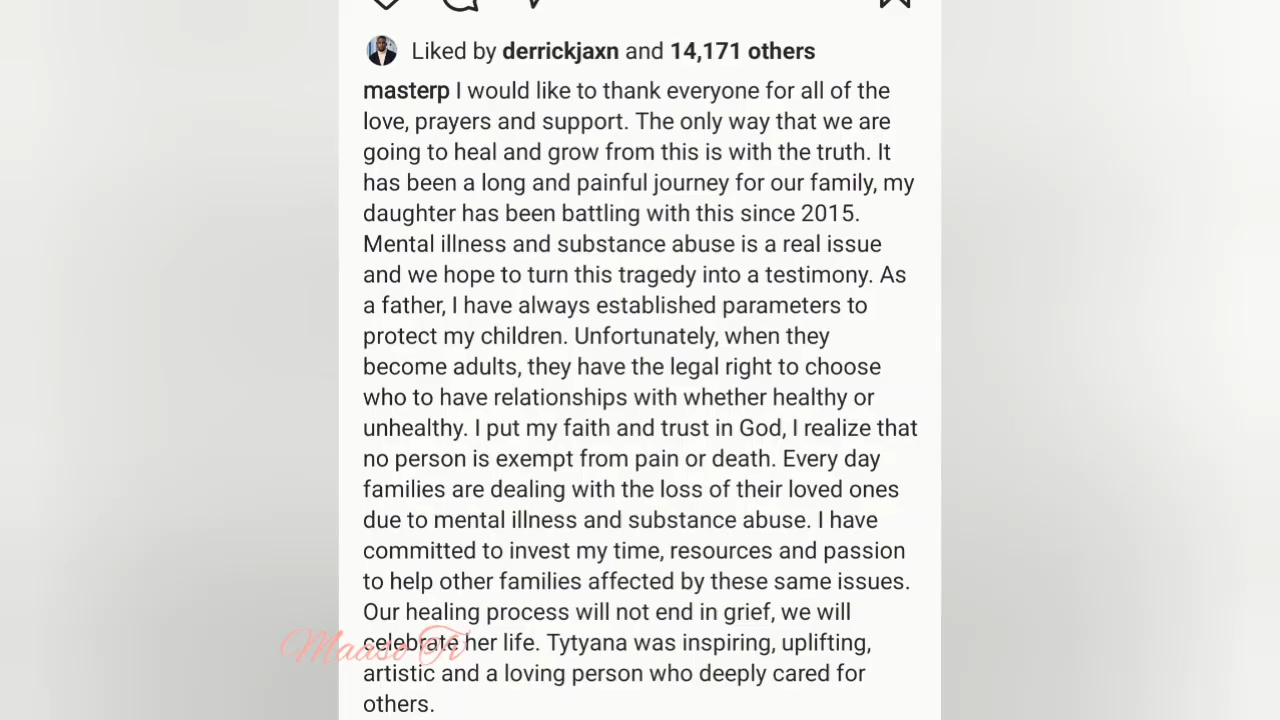 Liked by derrickjaxn and 14,171 others
masterp I would like to thank everyone for all of the
love, prayers and support. The only way that we are
going to heal and grow from this is with the truth. It
has been a long and painful journey for our family, my
daughter has been battling with this since 2015.
Mental illness and substance abuse is a real issue
and we hope to turn this tragedy into a testimony. As
a father, I have always established parameters to
protect my children. Unfortunately, when they
become adults, they have the legal right to choose
who to have relationships with whether healthy or
unhealthy. I put my faith and trust in God, I realize that
no person is exempt from pain or death. Every day
families are dealing with the loss of their loved ones
due to mental illness and substance abuse. I have
committed to invest my time, resources and passion
to help other families affected by these same issues.
Our healing process will not end in grief, we will
celebrate her life. Tytyana was inspiring, uplifting,
artistic and a loving person who deeply cared for
others.
Maaso Tv